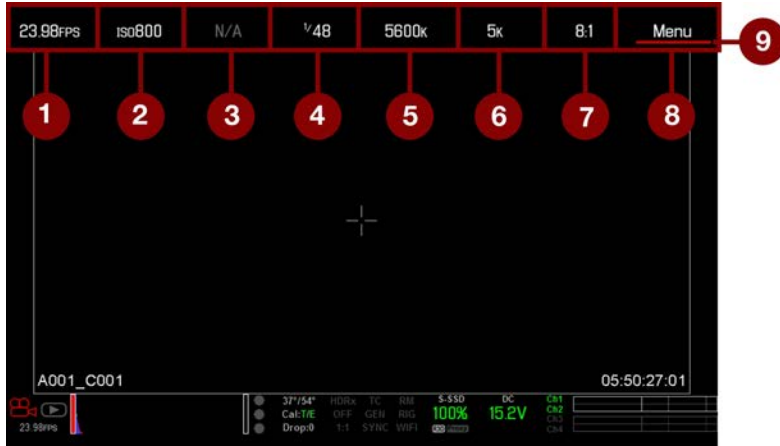 23.98FPS ISO800 N/A 1/48 5600K 5K 8:1 Menu
9
1 2 3 4 5 6 7 8
A001_C001 05:50:27:01
37°/54° HDRx TC RM S-SSD DC Ch1
Cal:T/E OFF GEN RIG 100% 15.2V Ch2
Ch3
23.98FPS Drop:0 1:1 SYNC WIFI Ch4